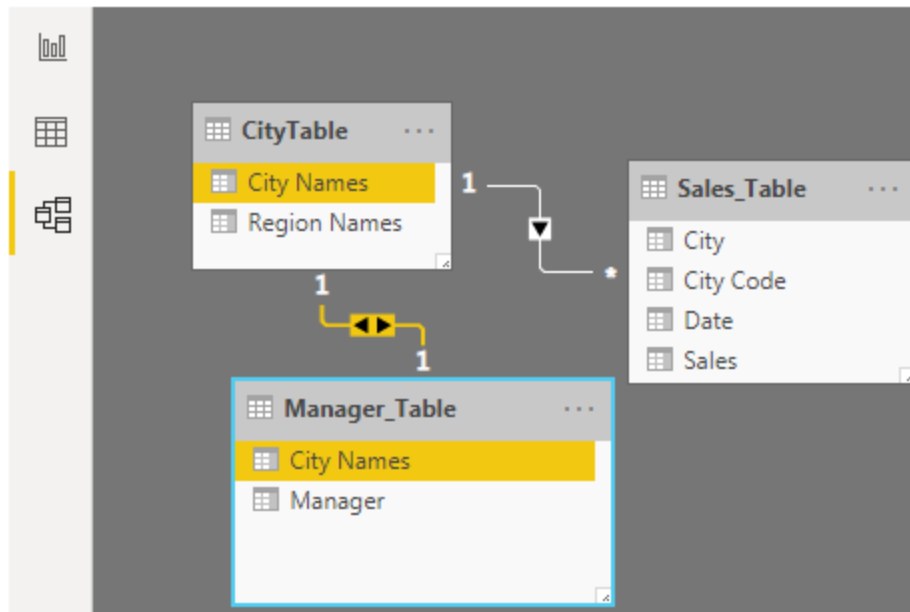 CityTable
City Names
Region Names
1
*
Sales_Table
City
City Code
Date
Sales
1
1
Manager_Table
City Names
Manager